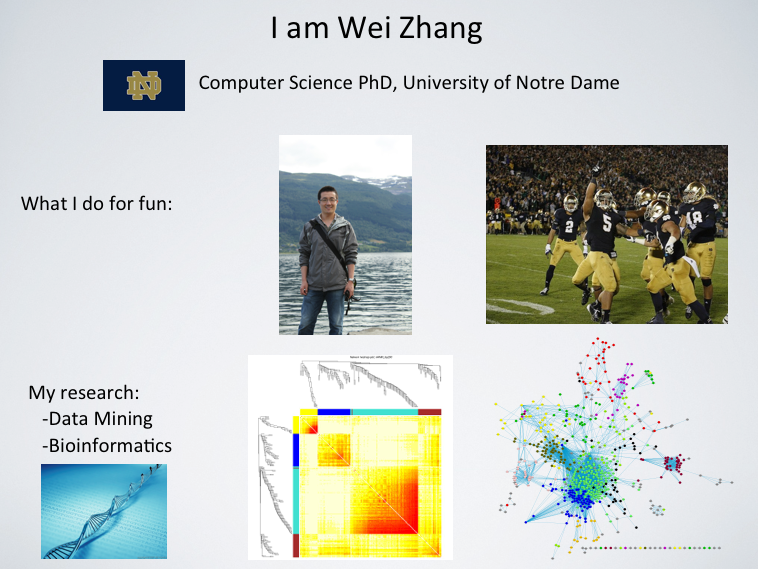 I am Wei Zhang
ND
Computer Science PhD, University of Notre Dame
What I do for fun:
2
5
18
My research:
-Data Mining
-Bioinformatics